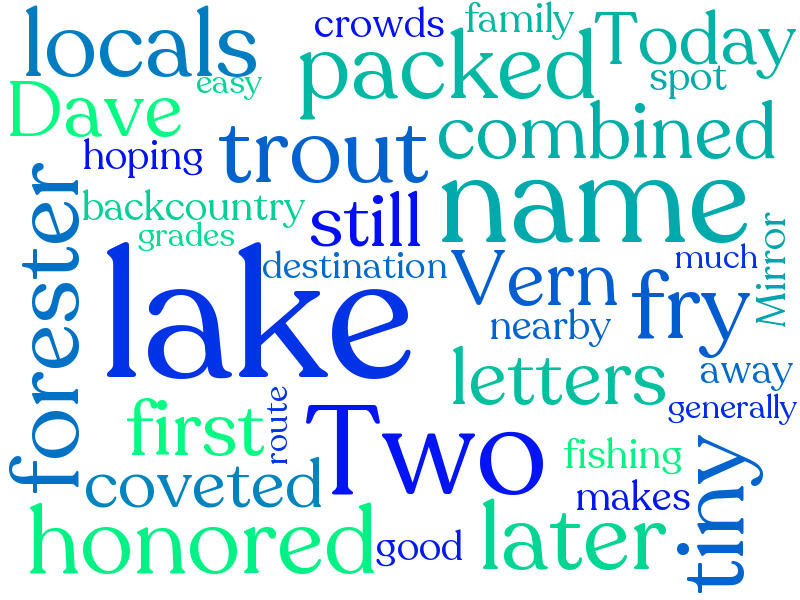 locals
crowds
family
Today
easy
packed
spot
Dave
hoping
trout
combined
forester
backcountry
grades
still
name
Mirror
lake
destination
Vern
much
nearby
fry
first
route
Two
letters
away
generally
coveted
fishing
makes
tiny
honored
good
later